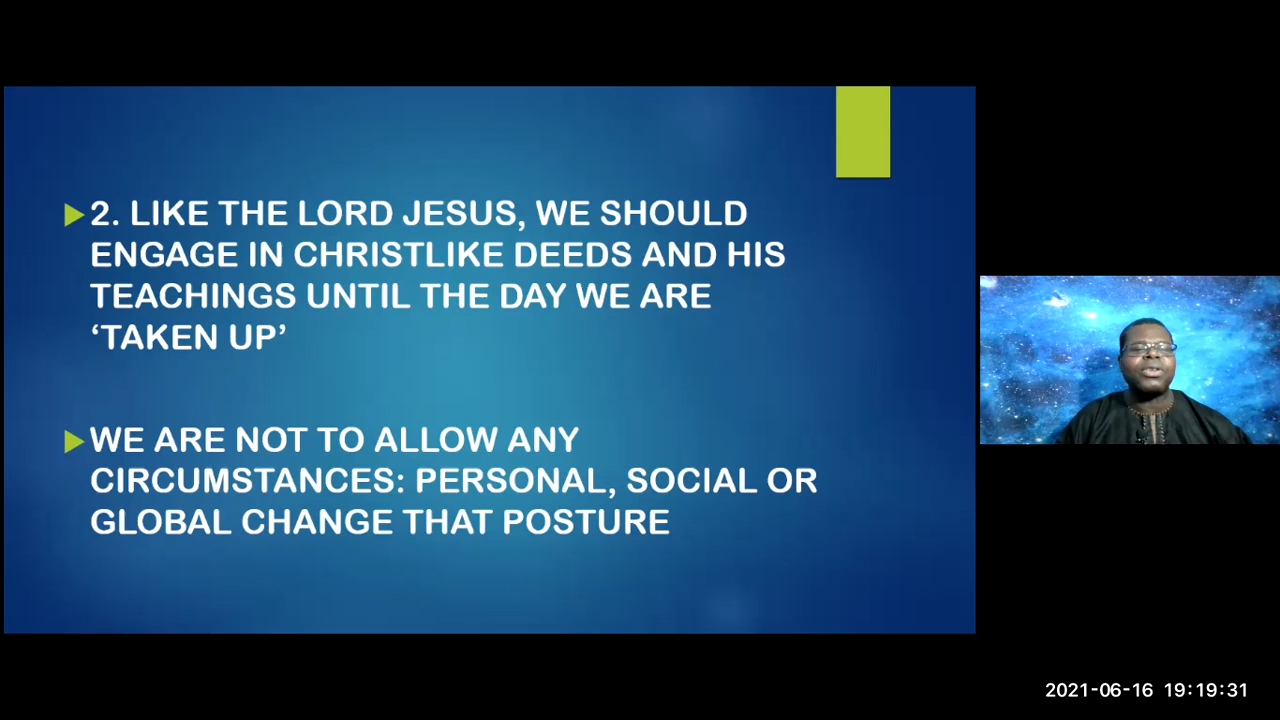 2. LIKE THE LORD JESUS, WE SHOULD
ENGAGE IN CHRISTLIKE DEEDS AND HIS
TEACHINGS UNTIL THE DAY WE ARE
‘TAKEN UP’
WE ARE NOT TO ALLOW ANY
CIRCUMSTANCES: PERSONAL, SOCIAL OR
GLOBAL CHANGE THAT POSTURE
2021-06-16 19:19:31